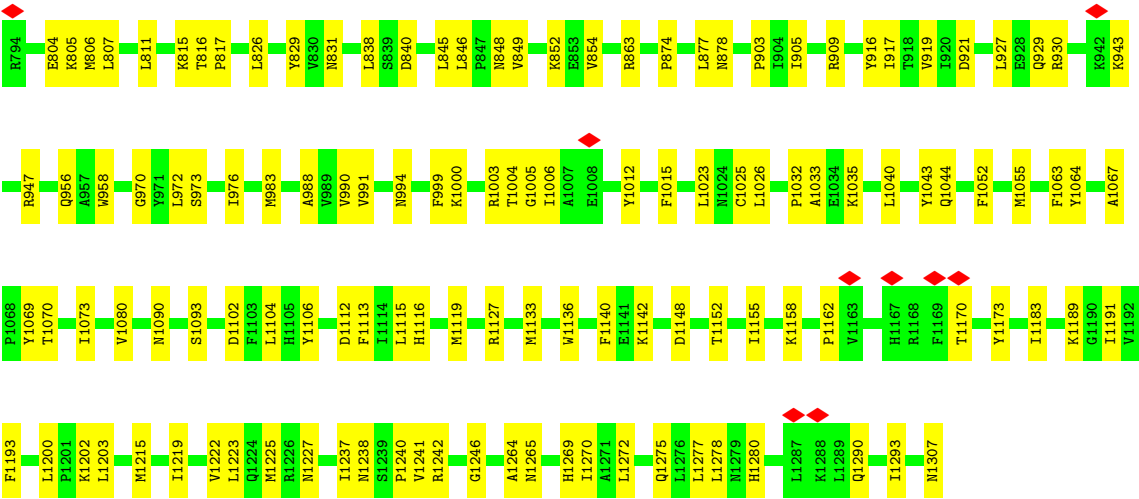 R794 E804 K805 M806 L807 L811 K815 T816 P817 L826 Y829 V830 N831 L838 S839 D840 L845 L846 P847 N848 V849 K852 E853 V854 R863 P874 L877 N878 P903 I904 I905 R909 Y916 I917 T918 V919 I920 D921 L927 E928 Q929 R930 K942 K943
R947 Q956 A957 W958 G970 Y971 L972 S973 I976 M983 A988 V989 V990 V991 N994 F999 K1000 R1003 T1004 G1005 I1006 A1007 E1008 Y1012 F1015 L1023 N1024 C1025 L1026 P1032 A1033 E1034 K1035 L1040 Y1043 Q1044 F1052 M1055 F1063 Y1064 A1067
P1068 Y1069 T1070 I1073 V1080 N1090 S1093 D1102 F1103 L1104 H1105 Y1106 D1112 F1113 I1114 L1115 H1116 M1119 R1127 M1133 W1136 F1140 E1141 K1142 D1148 T1152 I1155 K1158 P1162 V1163 H1167 R1168 F1169 T1170 Y1173 I1183 K1189 G1190 I1191 V1192
F1193 L1200 P1201 K1202 L1203 M1215 I1219 V1222 L1223 Q1224 M1225 R1226 N1227 I1237 N1238 S1239 P1240 V1241 R1242 G1246 A1264 N1265 H1269 I1270 A1271 L1272 Q1275 L1276 L1277 L1278 N1279 H1280 L1287 K1288 L1289 Q1290 I1293 N1307